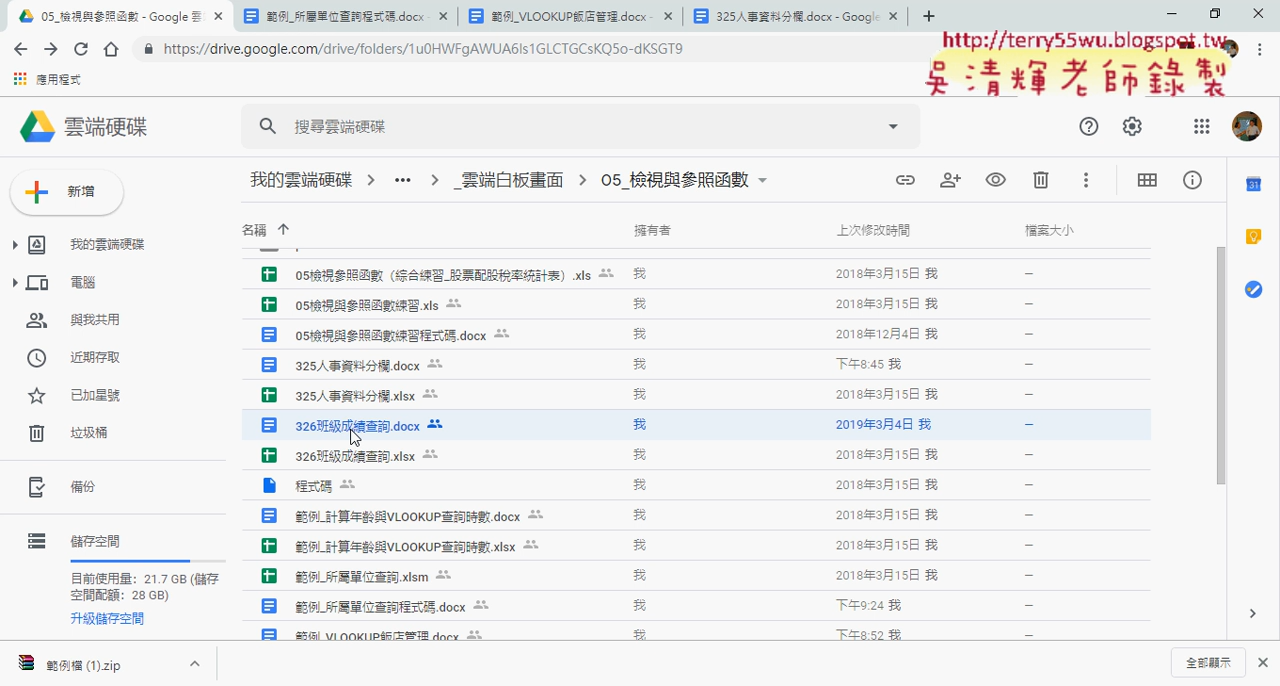 05_檢視與參照函數 - Google 雲
範例_所屬單位查詢程式碼.docx -
範例_VLOOKUP飯店管理.docx -
325人事資料分欄.docx - Google
https://drive.google.com/drive/folders/1u0HWFgAWUA6Is1GLCTGCsKQ5o-dKSGT9
http://terry55wu.blogspot.tw
應用程式
吳清輝老師錄製
雲端硬碟
搜尋雲端硬碟
新增
我的雲端硬碟
_雲端白板畫面
05_檢視與參照函數
名稱
擁有者
上次修改時間
檔案大小
我的雲端硬碟
電腦
與我共用
近期存取
已加星號
垃圾桶
備份
儲存空間
目前使用量: 21.7 GB (儲存
空間配額: 28 GB)
升級儲存空間
05檢視參照函數（綜合練習_股票配股稅率統計表）.xls 我 2018年3月15日 我 –
05檢視與參照函數練習.xls 我 2018年3月15日 我 –
05檢視與參照函數練習程式碼.docx 我 2018年12月4日 我 –
325人事資料分欄.docx 我 下午8:45 我 –
325人事資料分欄.xlsx 我 2018年3月15日 我 –
326班級成績查詢.docx 我 2019年3月4日 我 –
326班級成績查詢.xlsx 我 2018年3月15日 我 –
程式碼 我 2018年3月15日 我 –
範例_計算年齡與VLOOKUP查詢時數.docx 我 2018年3月15日 我 –
範例_計算年齡與VLOOKUP查詢時數.xlsx 我 2018年3月15日 我 –
範例_所屬單位查詢.xlsm 我 2018年3月15日 我 –
範例_所屬單位查詢程式碼.docx 我 下午9:24 我 –
範例_VLOOKUP飯店管理.docx 我 下午8:52 我 –
31
範例檔 (1).zip
全部顯示